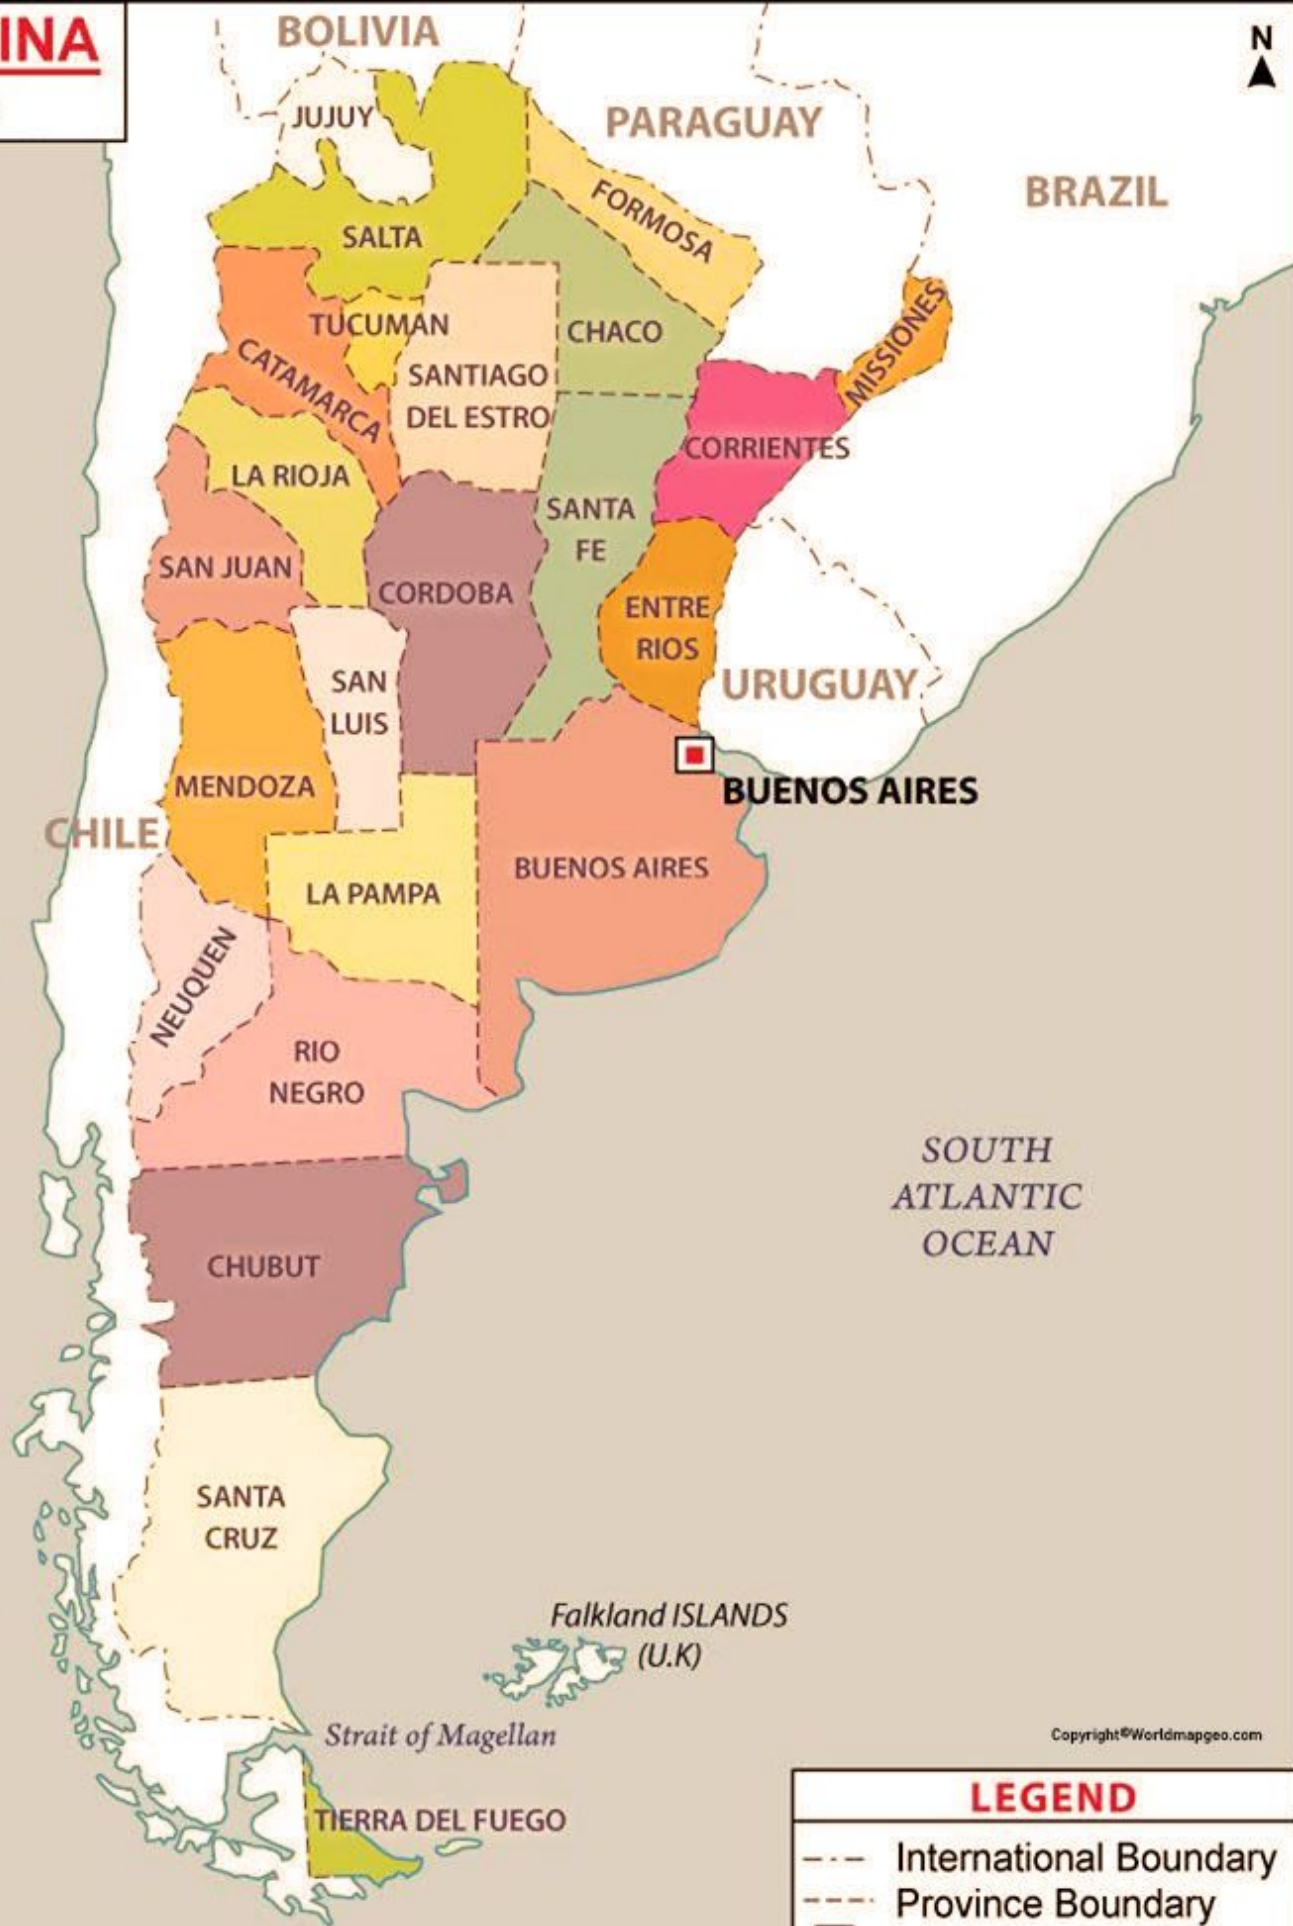 INA
BOLIVIA
N
JUJUY
PARAGUAY
BRAZIL
FORMOSA
SALTA
MISSIONES
TUCUMAN
CHACO
CATAMARCA
SANTIAGO
DEL ESTRO
CORRIENTES
LA RIOJA
SANTA
FE
SAN JUAN
CORDOBA
ENTRE
RIOS
SAN
LUIS
URUGUAY
MENDOZA
BUENOS AIRES
CHILE
BUENOS AIRES
LA PAMPA
NEUQUEN
RIO
NEGRO
SOUTH
ATLANTIC
OCEAN
CHUBUT
SANTA
CRUZ
Falkland ISLANDS
(U.K)
Strait of Magellan
Copyright©Worldmapgeo.com
TIERRA DEL FUEGO
LEGEND
International Boundary
Province Boundary